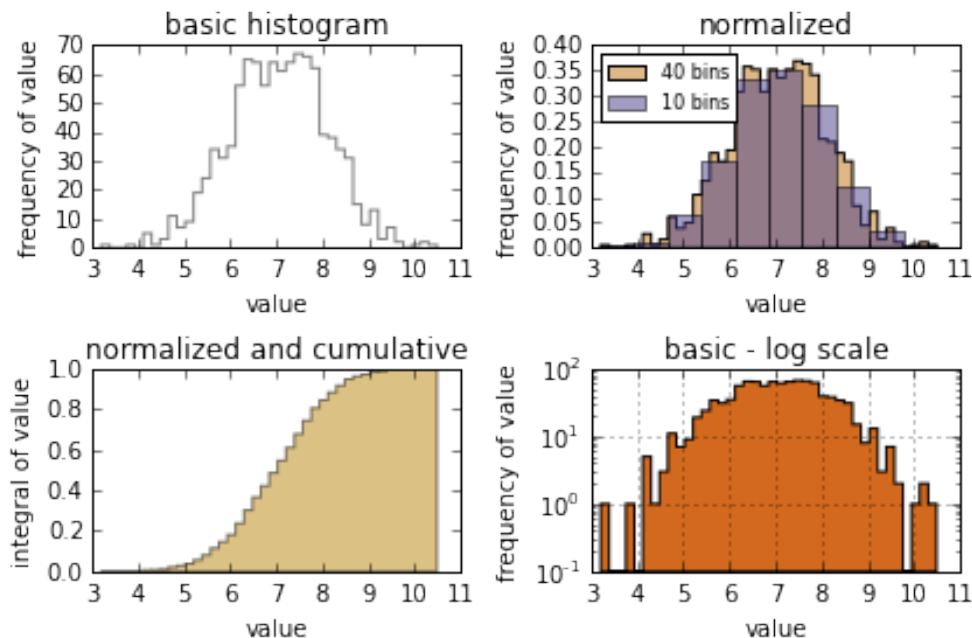 basic histogram
frequency of value
70
60
50
40
30
20
10
0
3 4 5 6 7 8 9 10 11
value
normalized
frequency of value
0.40
0.35
0.30
0.25
0.20
0.15
0.10
0.05
0.00
40 bins
10 bins
3 4 5 6 7 8 9 10 11
value
normalized and cumulative
integral of value
1.0
0.8
0.6
0.4
0.2
0.0
3 4 5 6 7 8 9 10 11
value
basic - log scale
frequency of value
10²
10¹
10⁰
10⁻¹
3 4 5 6 7 8 9 10 11
value